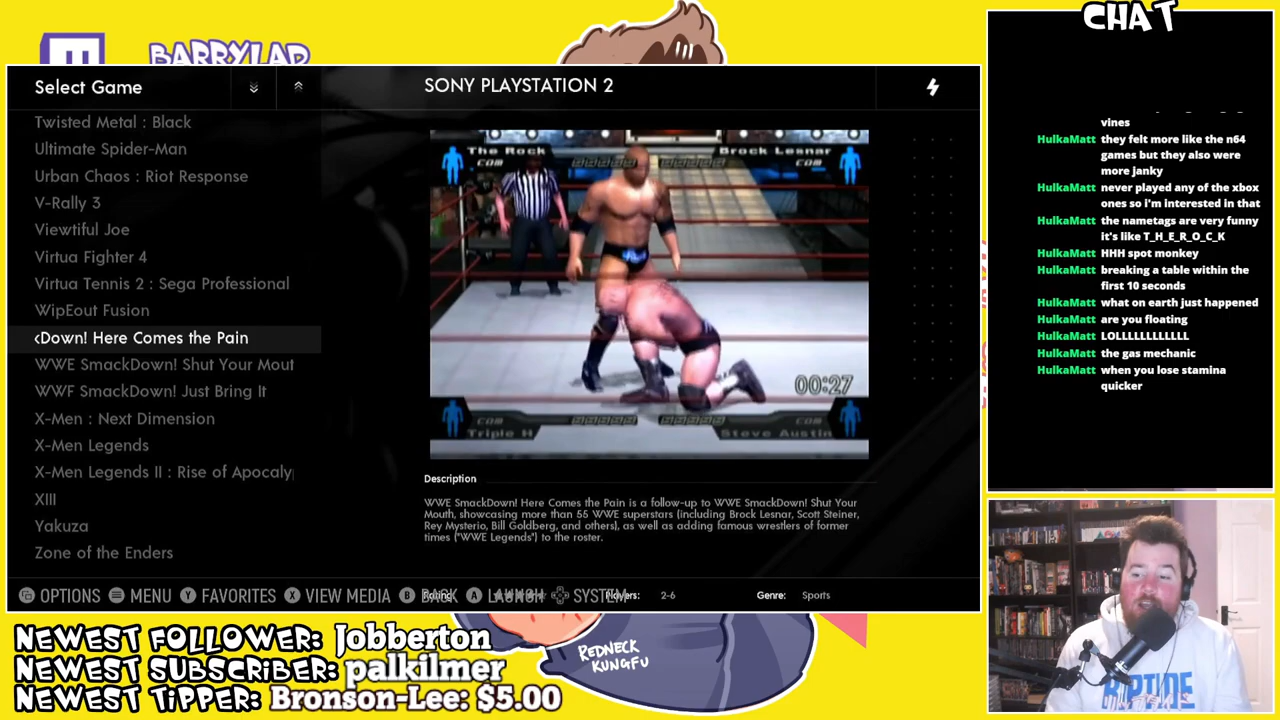 CHAT
BARRYLAD
Select Game
SONY PLAYSTATION 2
Twisted Metal : Black
Ultimate Spider-Man
Urban Chaos : Riot Response
V-Rally 3
Viewtiful Joe
Virtua Fighter 4
Virtua Tennis 2 : Sega Professional
WipEout Fusion
‹Down! Here Comes the Pain
WWE SmackDown! Shut Your Mout
WWF SmackDown! Just Bring It
X-Men : Next Dimension
X-Men Legends
X-Men Legends II : Rise of Apocaly
XIII
Yakuza
Zone of the Enders
The Rock
COM
Brock Lesnar
COM
00:27
COM
Triple H
COM
Steve Austin
Description
WWE SmackDown! Here Comes the Pain is a follow-up to WWE SmackDown! Shut Your
Mouth, showcasing more than 55 WWE superstars (including Brock Lesnar, Scott Steiner,
Rey Mysterio, Bill Goldberg, and others), as well as adding famous wrestlers of former
times ("WWE Legends") to the roster.
OPTIONS MENU Y FAVORITES X VIEW MEDIA B BACK A LAUNCH SYSTEM
Rating: Players: 2-6 Genre: Sports
vines
HulkaMatt they felt more like the n64
games but they also were
more janky
HulkaMatt never played any of the xbox
ones so i'm interested in that
HulkaMatt the nametags are very funny
it's like T_H_E_R_O_C_K
HulkaMatt HHH spot monkey
HulkaMatt breaking a table within the
first 10 seconds
HulkaMatt what on earth just happened
HulkaMatt are you floating
HulkaMatt LOLLLLLLLLLLL
HulkaMatt the gas mechanic
HulkaMatt when you lose stamina
quicker
NEWEST FOLLOWER: Jobberton
NEWEST SUBSCRIBER: palkilmer
NEWEST TIPPER: Bronson-Lee: $5.00
REDNECK
KUNGFU
RIPTIDE